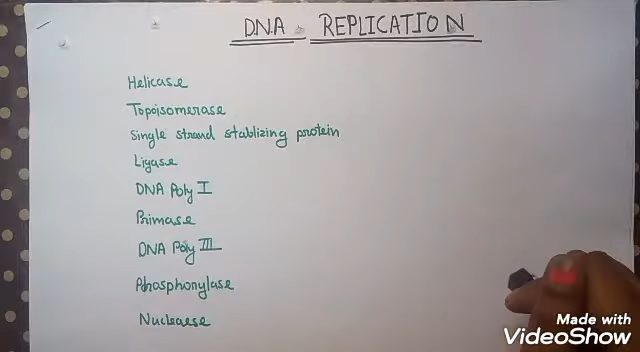 DNA REPLICATION
Helicase
Topoisomerase
Single strand stablizing protein
Ligase
DNA Poly I
Primase
DNA Poly III
Phosphonylase
Nuclease
Made with
VideoShow